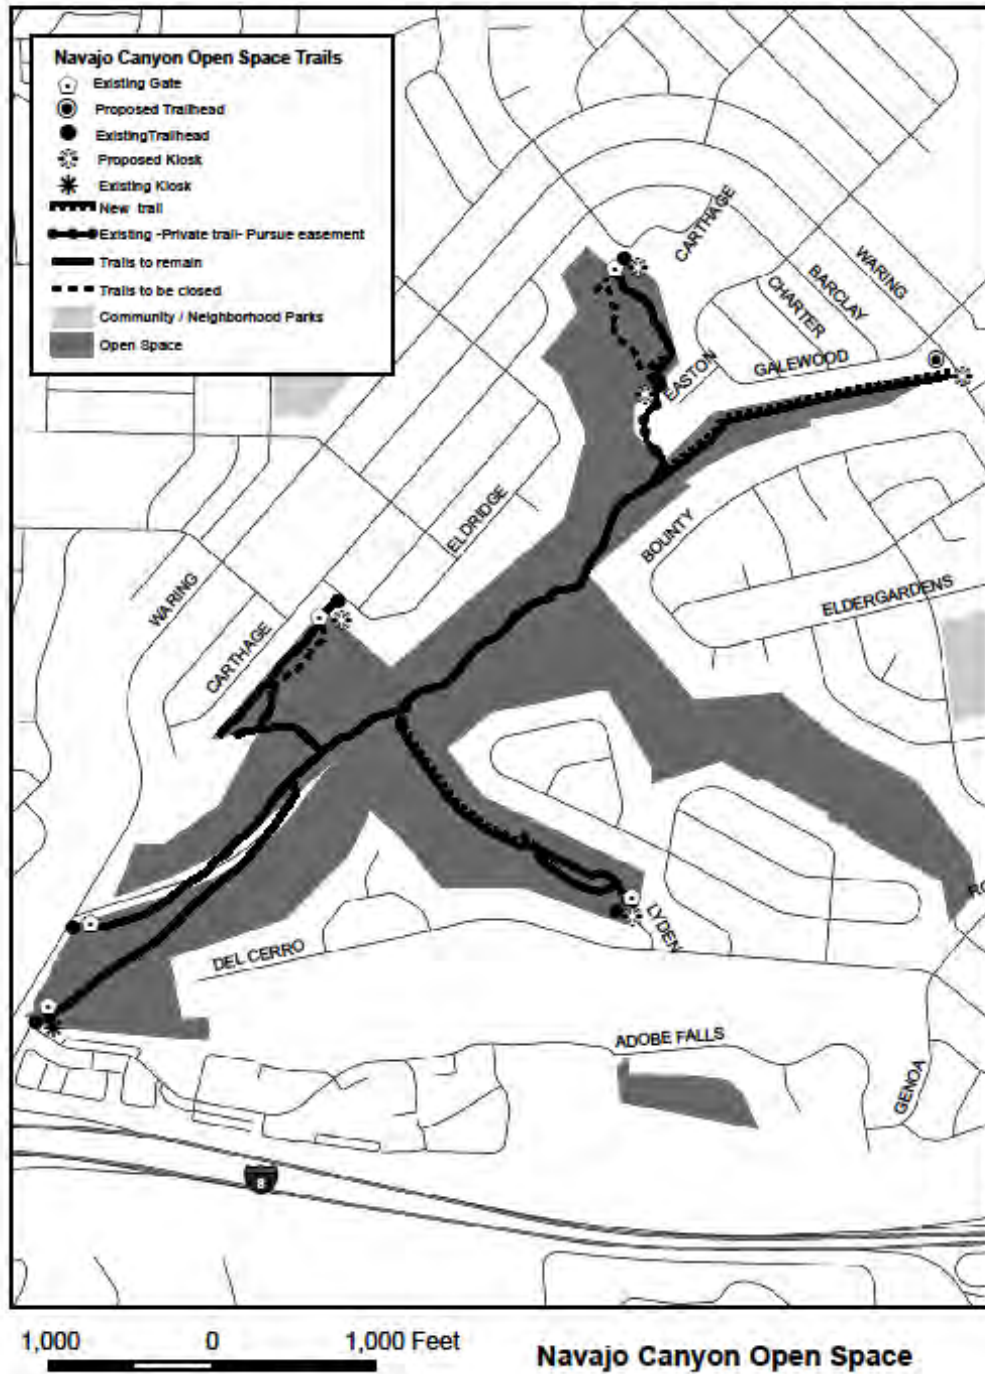 Navajo Canyon Open Space Trails
Existing Gate
Proposed Trailhead
ExistingTrailhead
Proposed Kiosk
Existing Kiosk
New trail
Existing -Private trail- Pursue easement
Trails to remain
Trails to be closed
Community / Neighborhood Parks
Open Space
CARTHAGE
WARING
BARCLAY
CHARTER
GALEWOOD
EASTON
ELDRIDGE
BOUNTY
WARING
ELDERGARDENS
CARTHAGE
LYDEN
DEL CERRO
ADOBE FALLS
GENOA
8
1,000 0 1,000 Feet
Navajo Canyon Open Space